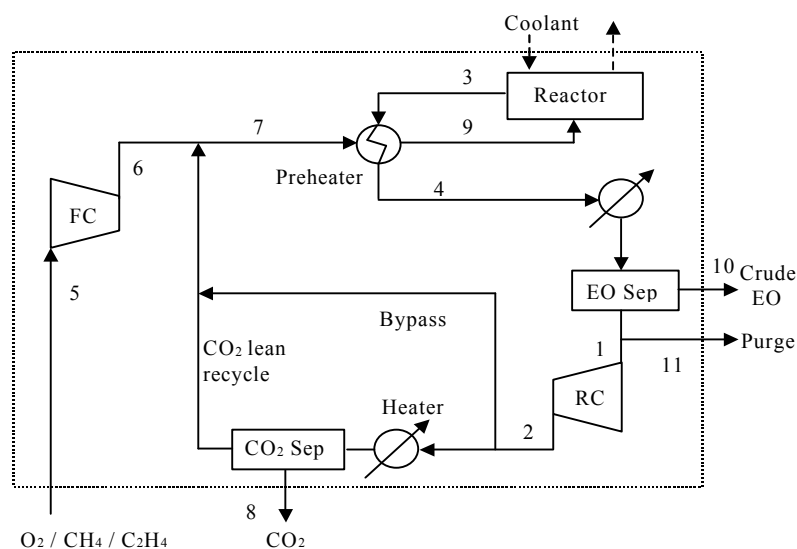 Coolant
3
Reactor
7
9
6
Preheater
4
FC
10
Crude
EO
5
EO Sep
Bypass
Purge
CO2 lean
recycle
1
11
RC
Heater
2
CO2 Sep
8
O2 / CH4 / C2H4
CO2